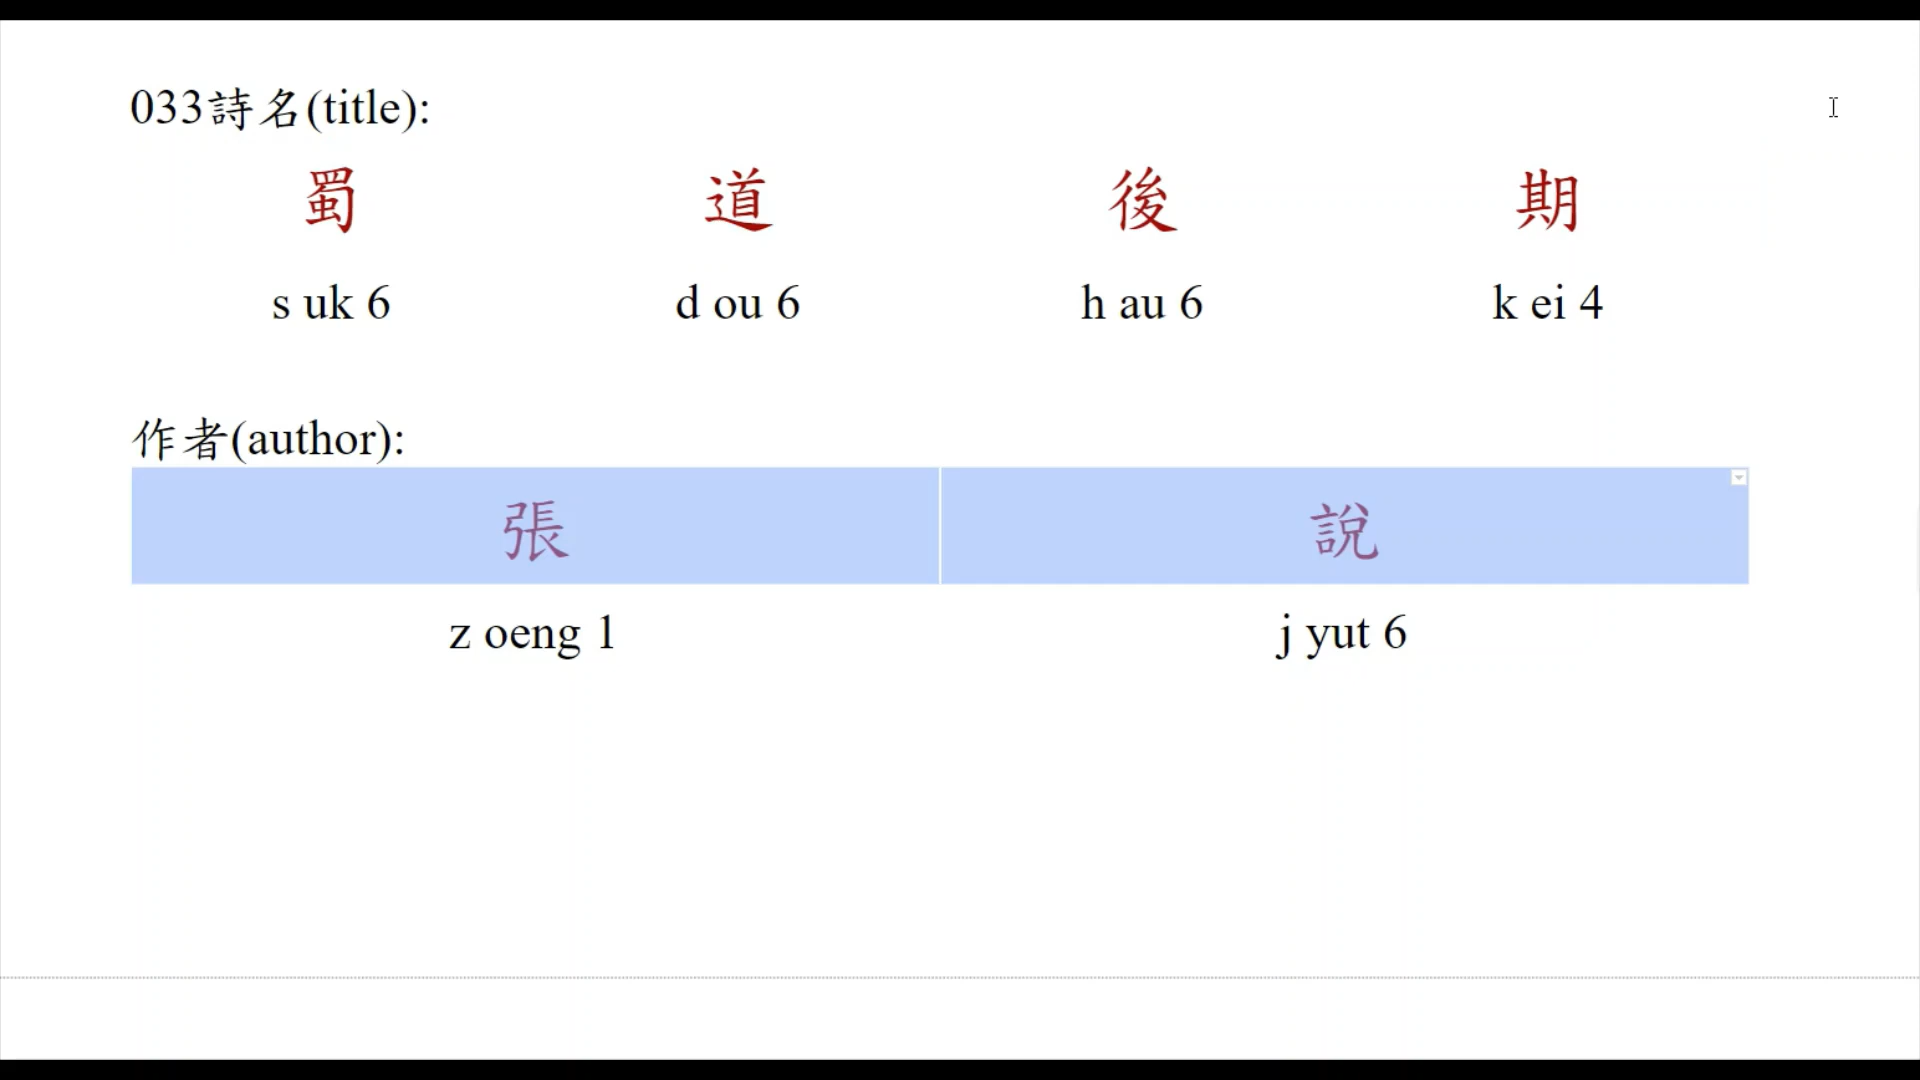 033詩名(title):
蜀 道 後 期
s uk 6 d ou 6 h au 6 k ei 4
作者(author):
張 說
z oeng 1 j yut 6